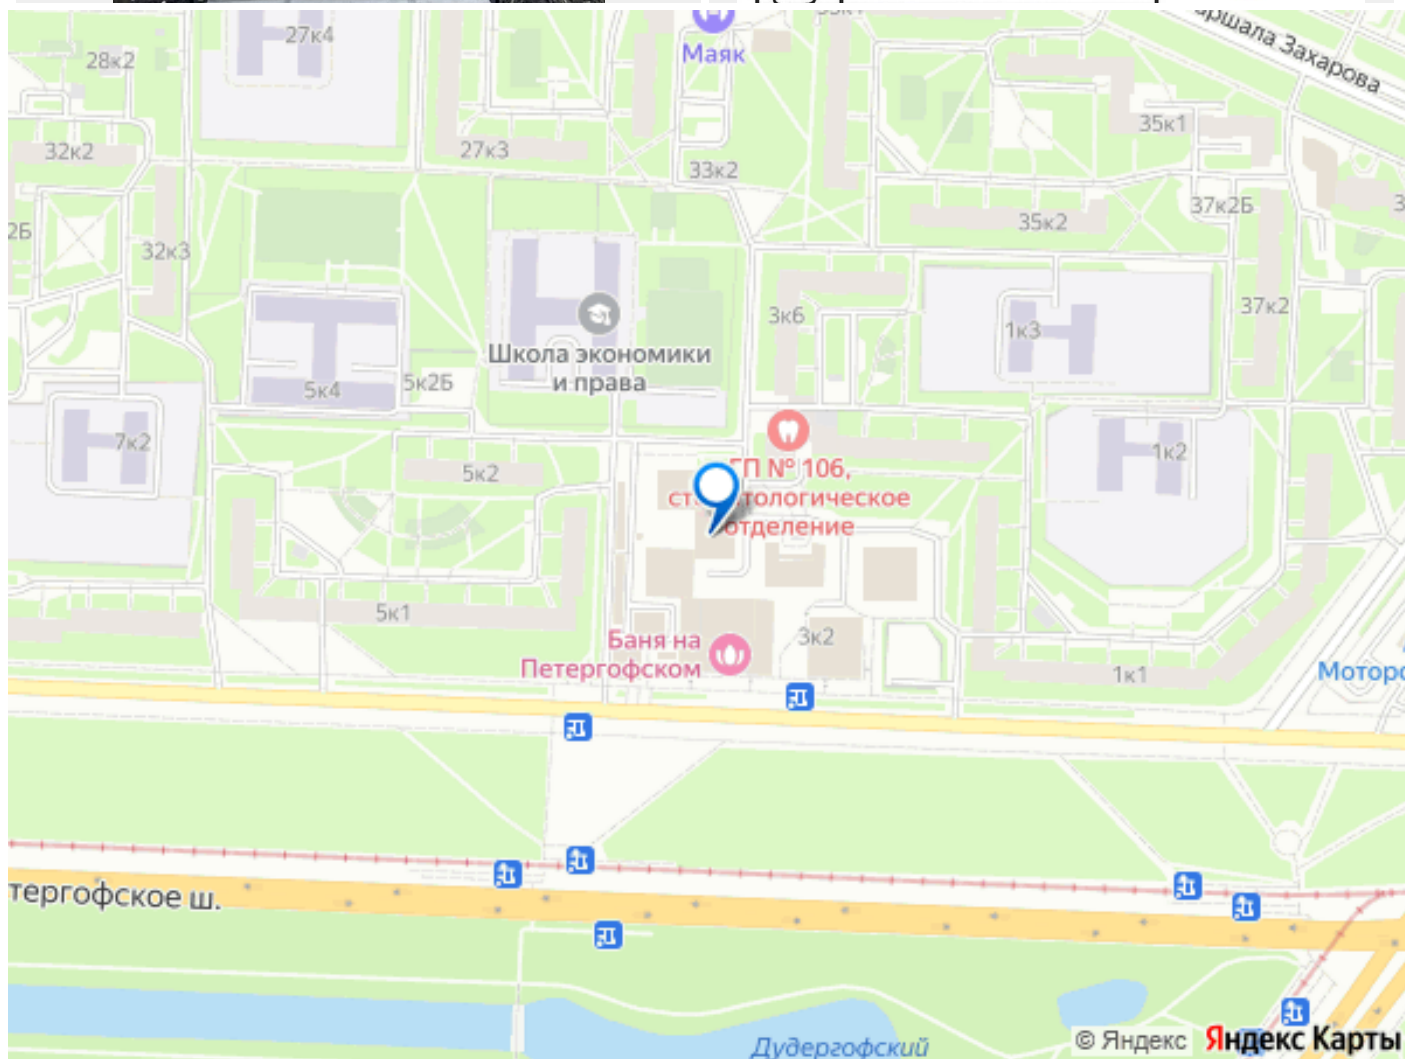 Маяк
27к4
28к2
аршала Захарова
35к1
32к2
27к3
33к2
37к2Б
35к2
2Б
32к3
37к2
3к6
1к3
Школа экономики
и права
5к4
5к2Б
7к2
1к2
ГП № 106,
5к2
отделение
5к1
Баня на
Петергофском
3к2
1к1
Моторо
тергофское ш.
Дудергофский
© Яндекс
Яндекс Карты